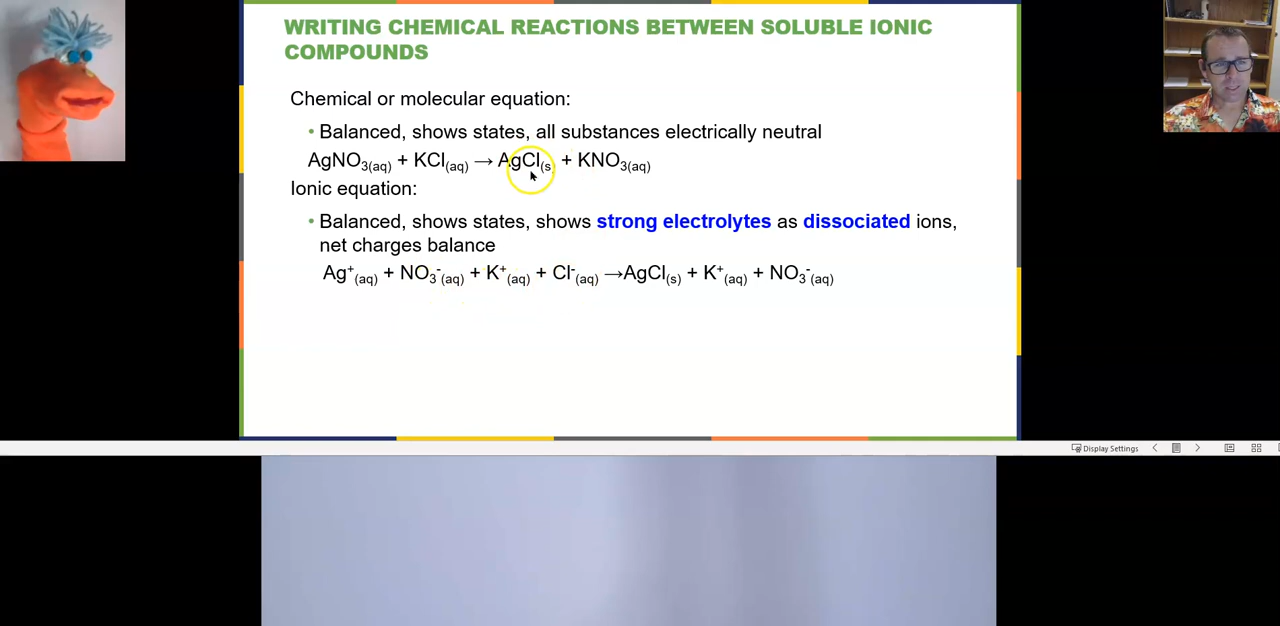 WRITING CHEMICAL REACTIONS BETWEEN SOLUBLE IONIC
COMPOUNDS
Chemical or molecular equation:
• Balanced, shows states, all substances electrically neutral
AgNO₃(aq) + KCl(aq) → AgCl(s + KNO₃(aq)
Ionic equation:
• Balanced, shows states, shows strong electrolytes as dissociated ions,
net charges balance
Ag⁺(aq) + NO₃⁻(aq) + K⁺(aq) + Cl⁻(aq) →AgCl(s) + K⁺(aq) + NO₃⁻(aq)
Display Settings